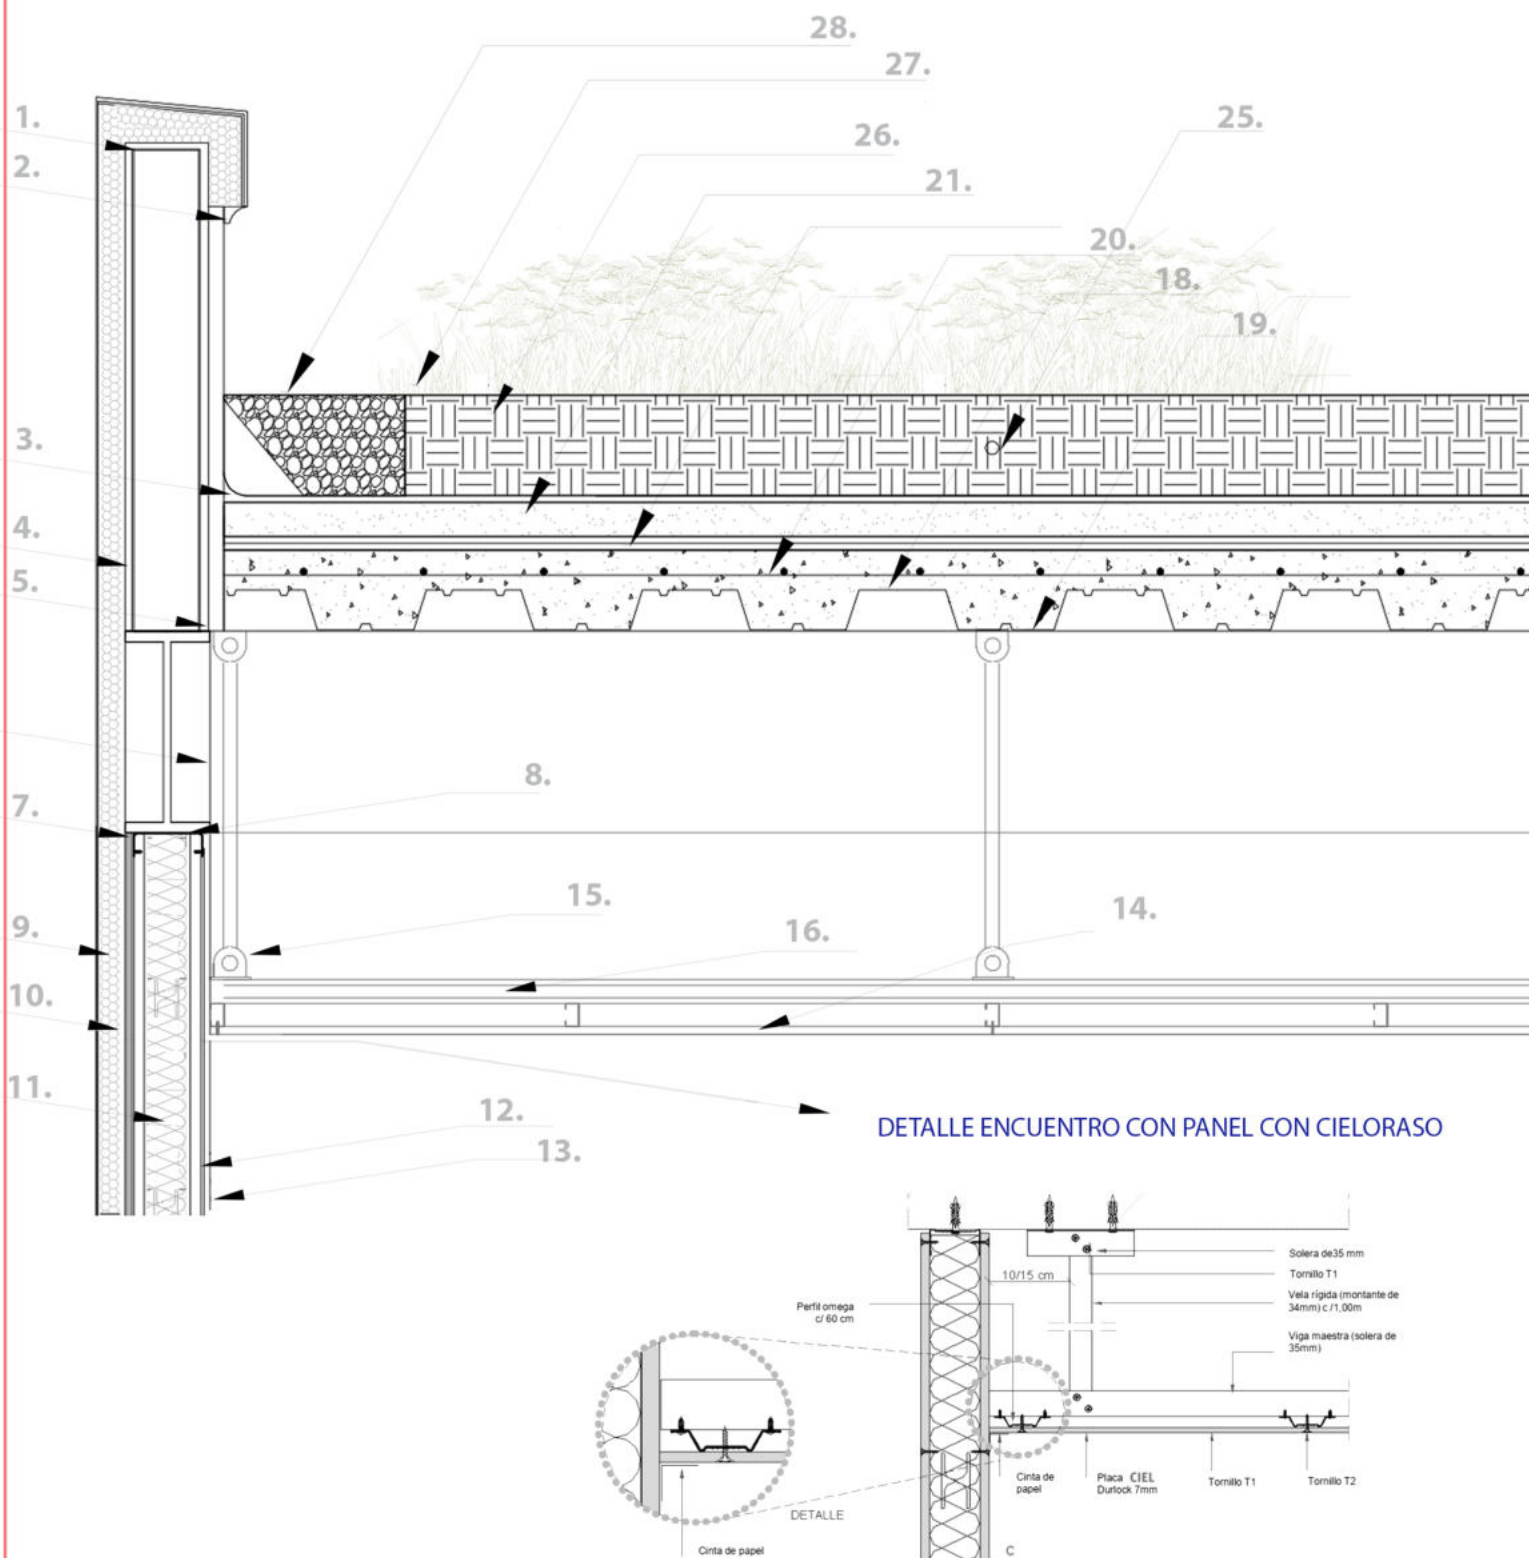 28.
27.
1.
25.
26.
2.
21.
20.
18.
19.
3.
4.
5.
8.
7.
15.
14.
9.
16.
10.
11.
12.
DETALLE ENCUENTRO CON PANEL CON CIELORASO
13.
Solera de35 mm
10/15 cm
Tornillo T1
Vela rígida (montante de
34mm) c /1,00m
Perfil omega
c/ 60 cm
Viga maestra (solera de
35mm)
Cinta de
papel
Placa CIEL
Durlock 7mm
Tornillo T1
Tornillo T2
DETALLE
Cinta de papel
C